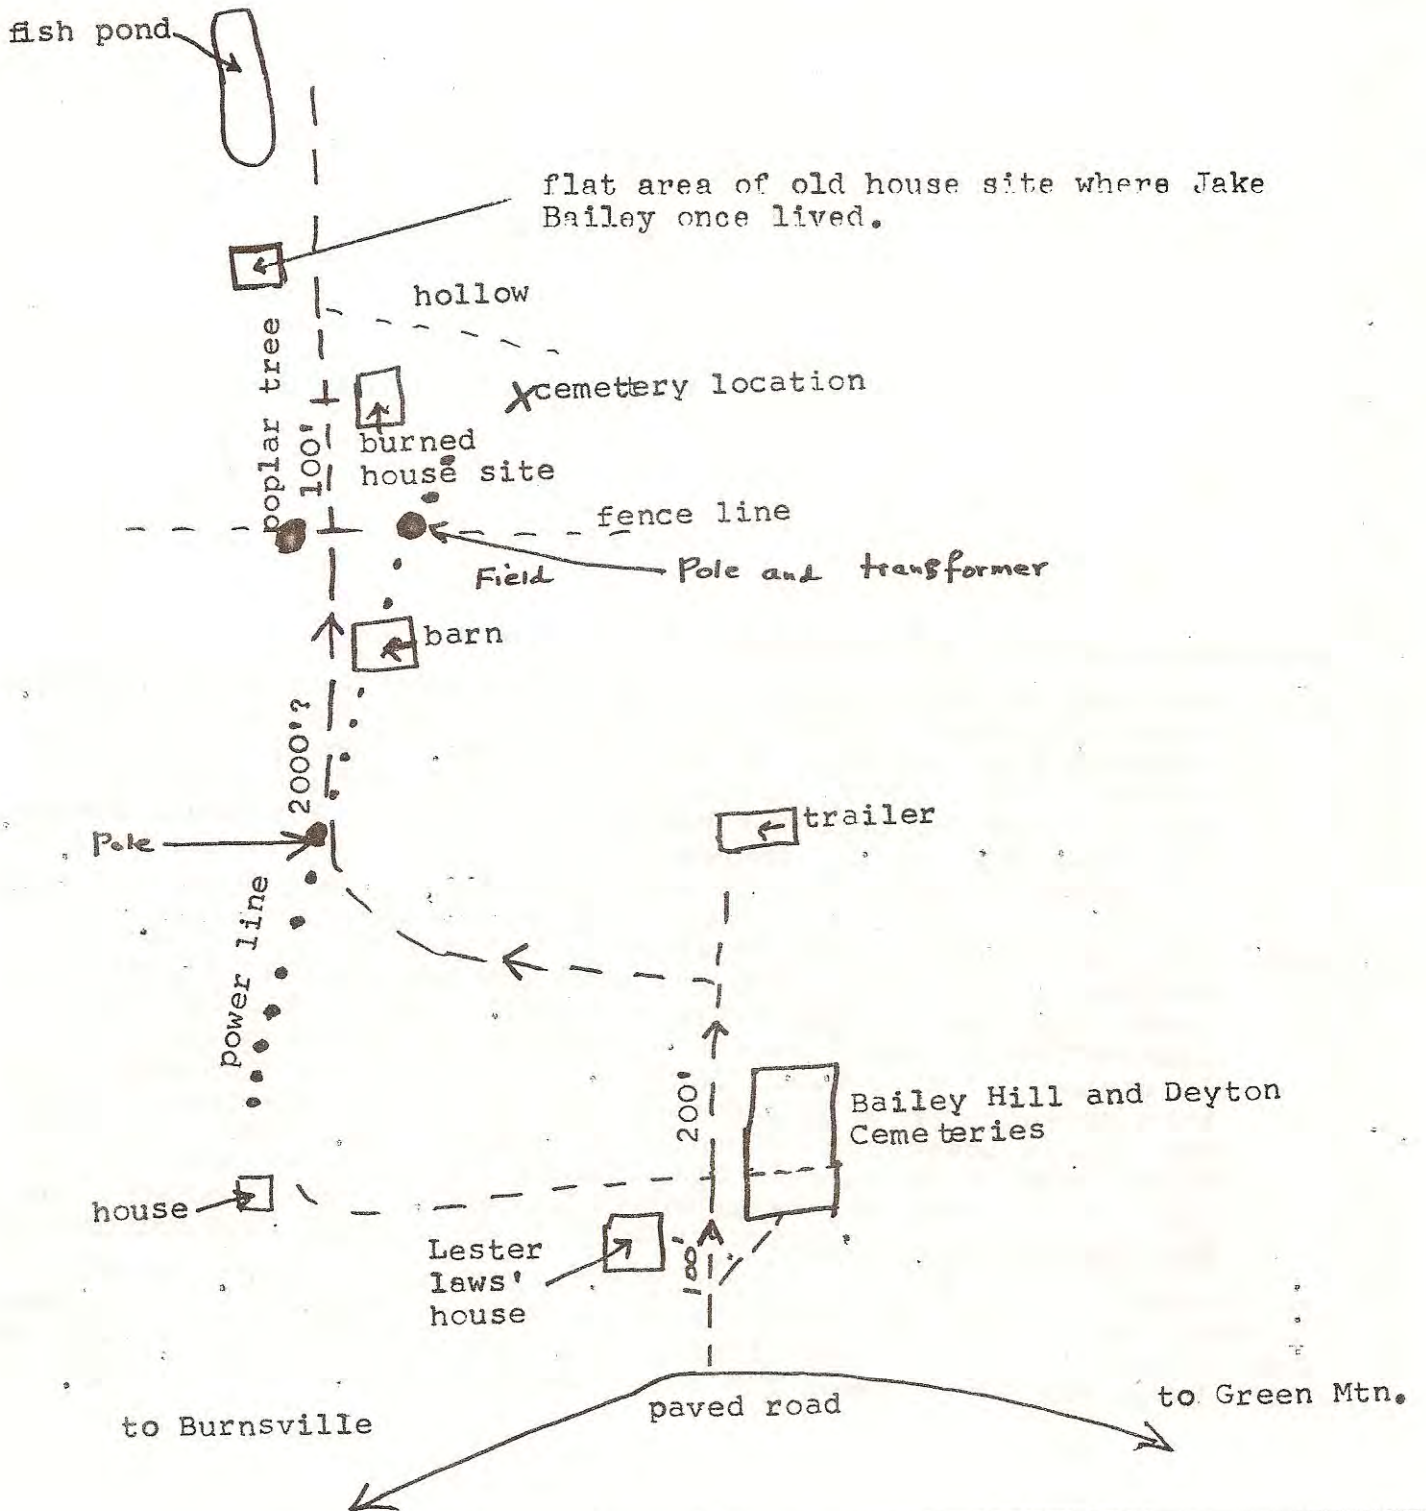 fish pond
flat area of old house site where Jake
Bailey once lived.
hollow
poplar tree
Xcemettery location
100'
burned
house site
fence line
Field
Pole and transformer
barn
2000'?
trailer
Pole
power line
200'
Bailey Hill and Deyton
Cemeteries
house
Lester
laws'
house
paved road
to Burnsville
to Green Mtn.